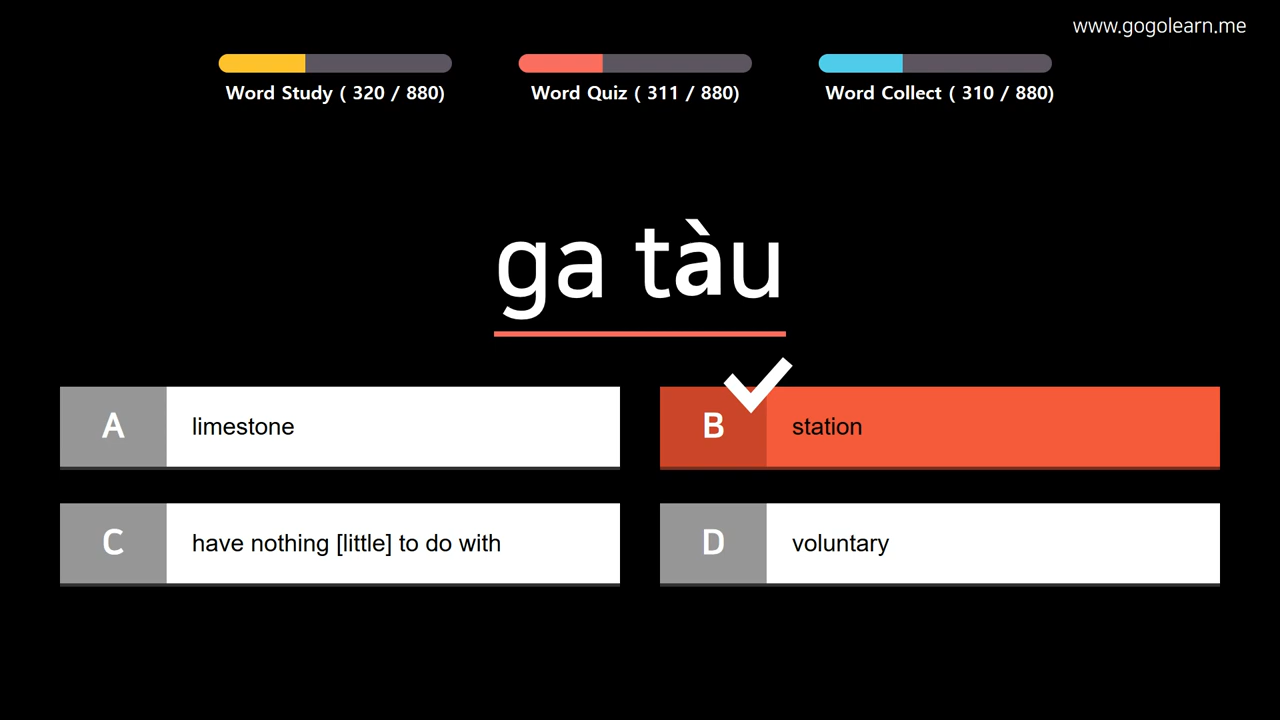 www.gogolearn.me
Word Study ( 320 / 880)
Word Quiz ( 311 / 880)
Word Collect ( 310 / 880)
ga tàu
A
limestone
B
station
C
have nothing [little] to do with
D
voluntary